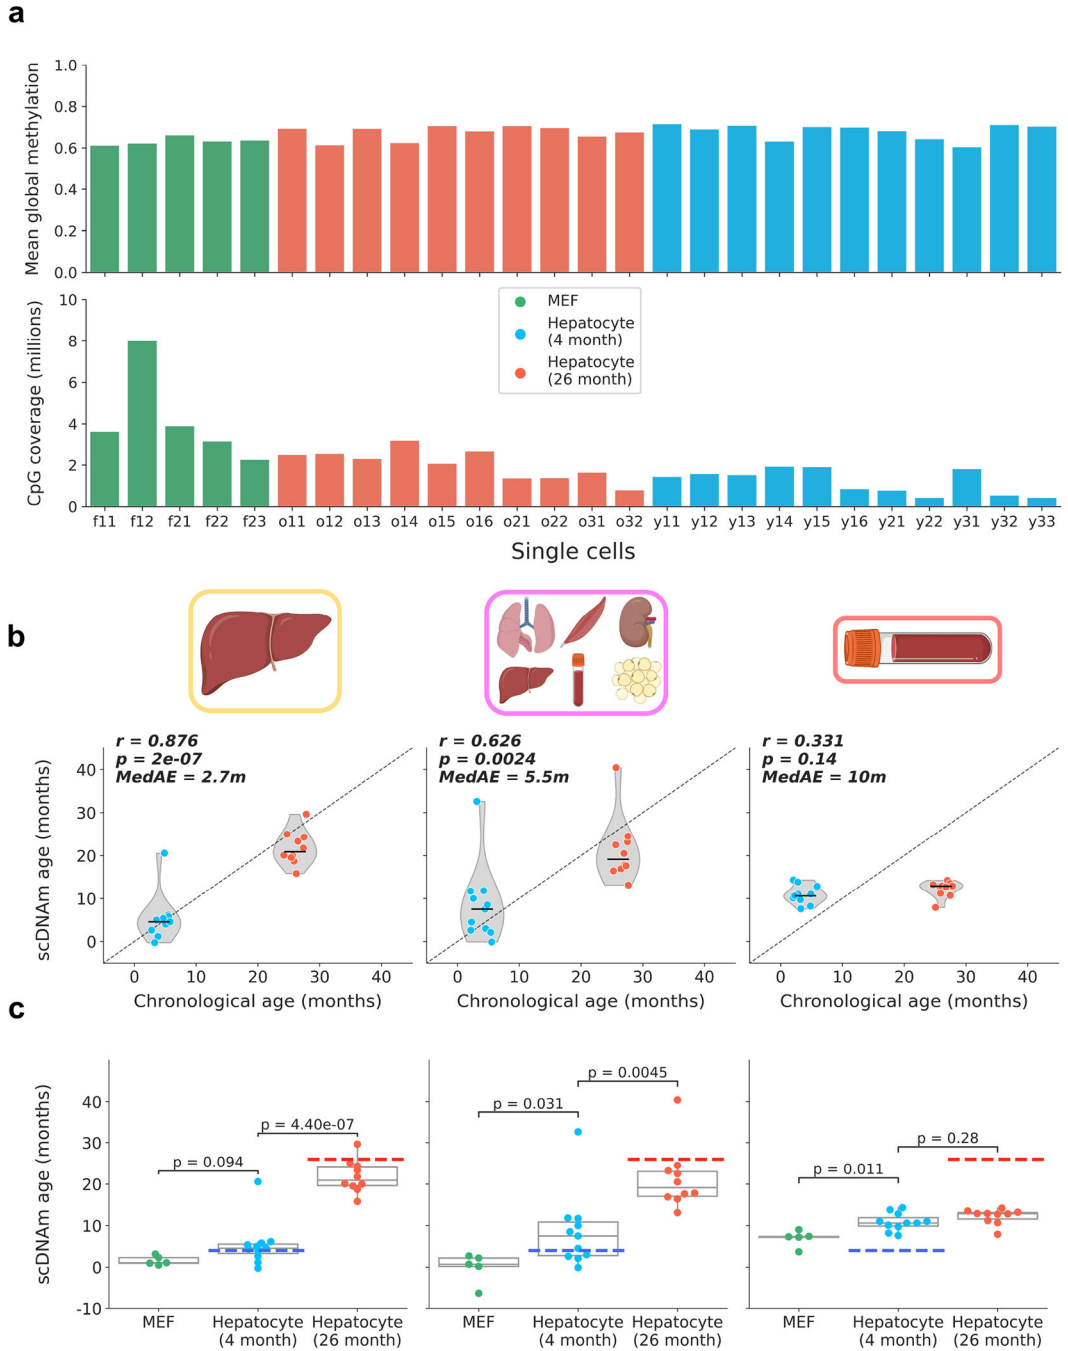 a
Mean global methylation
1.0
0.8
0.6
0.4
0.2
0.0
CpG coverage (millions)
10
8
6
4
2
0
MEF
Hepatocyte
(4 month)
Hepatocyte
(26 month)
f11 f12 f21 f22 f23 o11 o12 o13 o14 o15 o16 o21 o22 o31 o32 y11 y12 y13 y14 y15 y16 y21 y22 y31 y32 y33
Single cells
b
r = 0.876
p = 2e-07
MedAE = 2.7m
r = 0.626
p = 0.0024
MedAE = 5.5m
r = 0.331
p = 0.14
MedAE = 10m
scDNAm age (months)
40
30
20
10
0
0 10 20 30 40
0 10 20 30 40
0 10 20 30 40
Chronological age (months)
Chronological age (months)
Chronological age (months)
c
scDNAm age (months)
40
30
20
10
0
-10
p = 0.094
p = 4.40e-07
p = 0.031
p = 0.0045
p = 0.011
p = 0.28
MEF
Hepatocyte
(4 month)
Hepatocyte
(26 month)
MEF
Hepatocyte
(4 month)
Hepatocyte
(26 month)
MEF
Hepatocyte
(4 month)
Hepatocyte
(26 month)